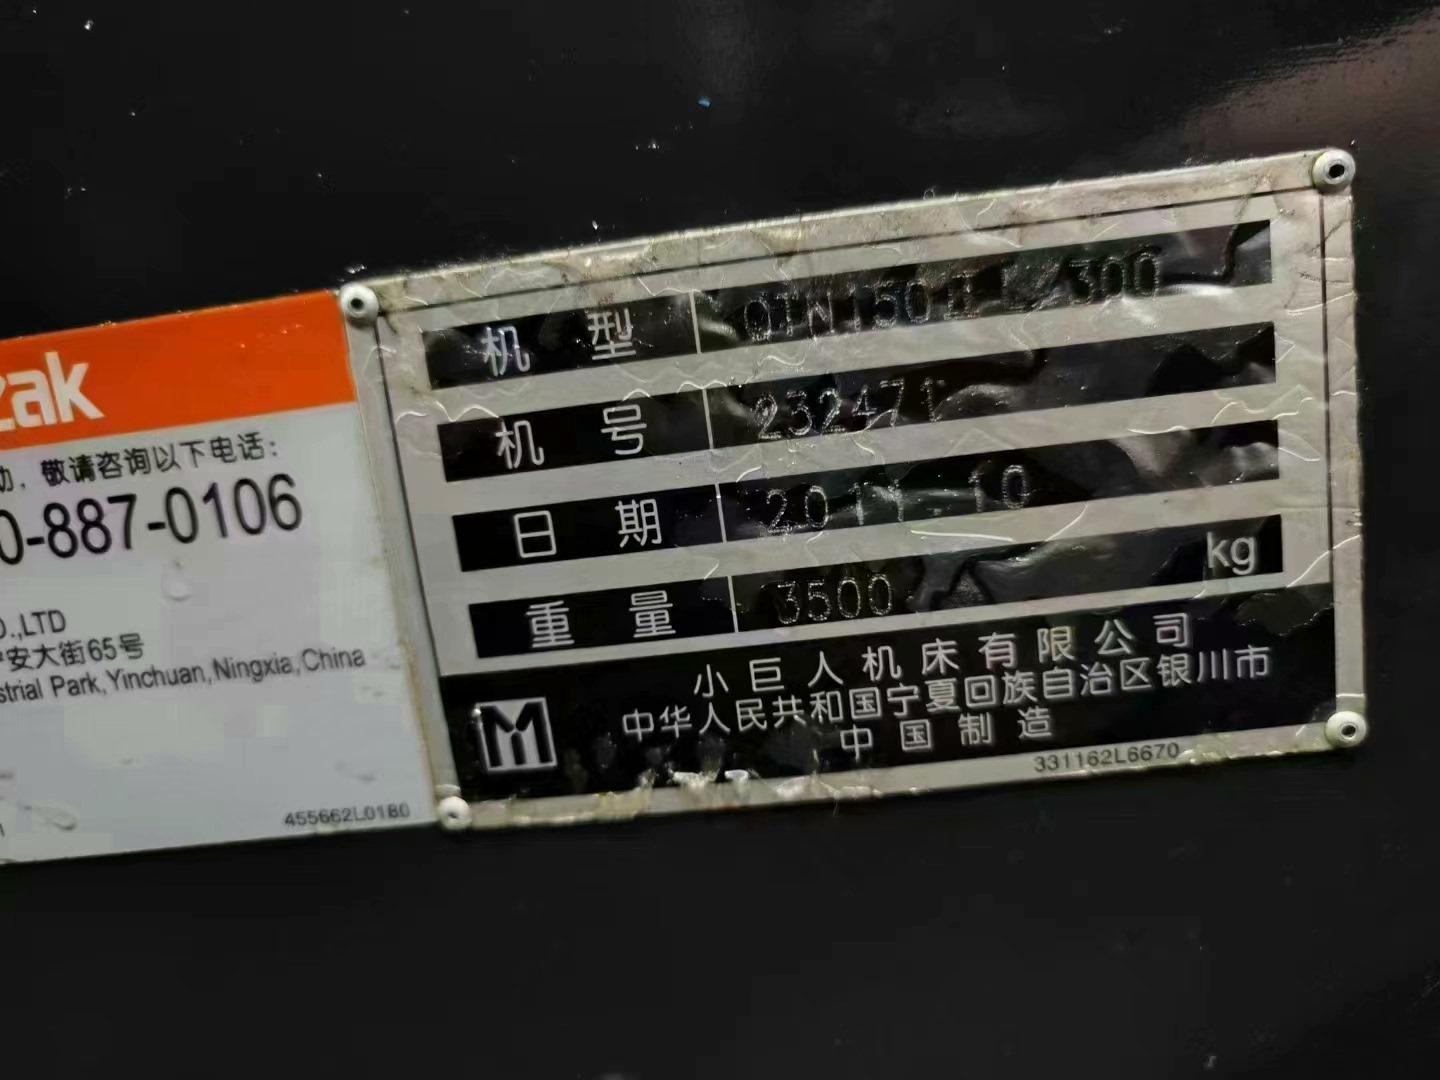 zak
动，敬请咨询以下电话：
0-887-0106
O.,LTD
安大街65号
strial Park,Yinchuan,Ningxia,China
455662L0180
机 型 QTN150ⅡL/300
机 号 232471
日 期 2011.10
重 量 3500 kg
小巨人机床有限公司
中华人民共和国宁夏回族自治区银川市
中国制造
331162L6670